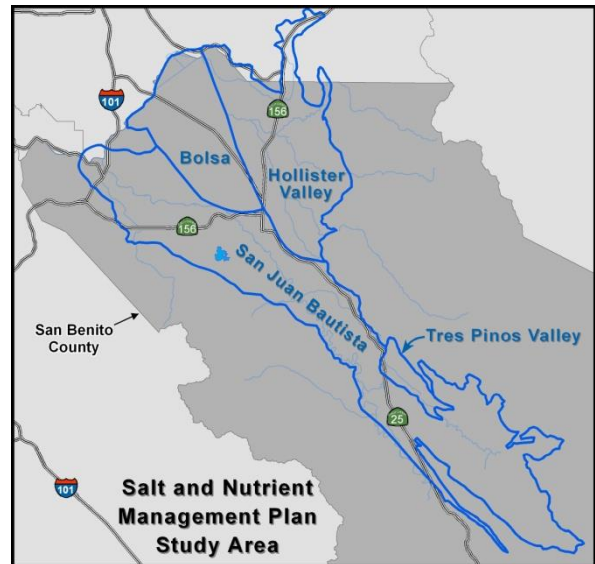 101
156
Bolsa
Hollister
Valley
156
San Juan Bautista
San Benito
County
Tres Pinos Valley
25
101
Salt and Nutrient
Management Plan
Study Area